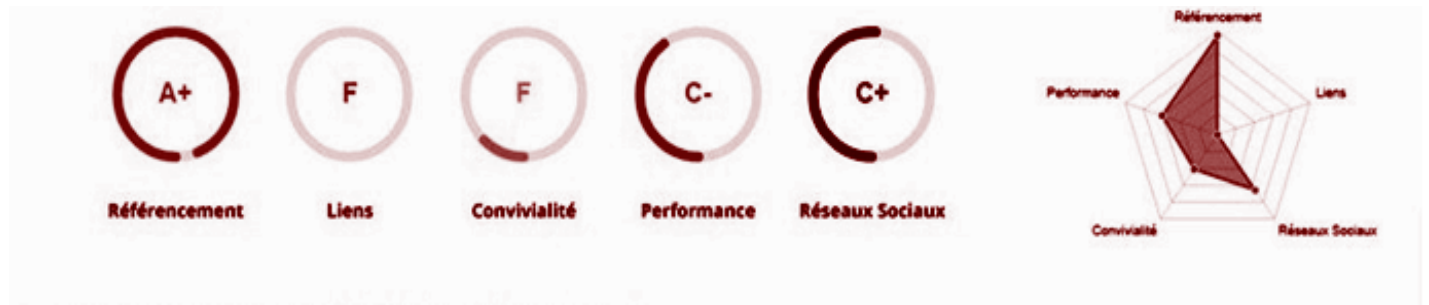 A+
F
F
C-
C+
Référencement
Liens
Convivialité
Performance
Réseaux Sociaux
Référencement
Performance
Liens
Convivialité
Réseaux Sociaux